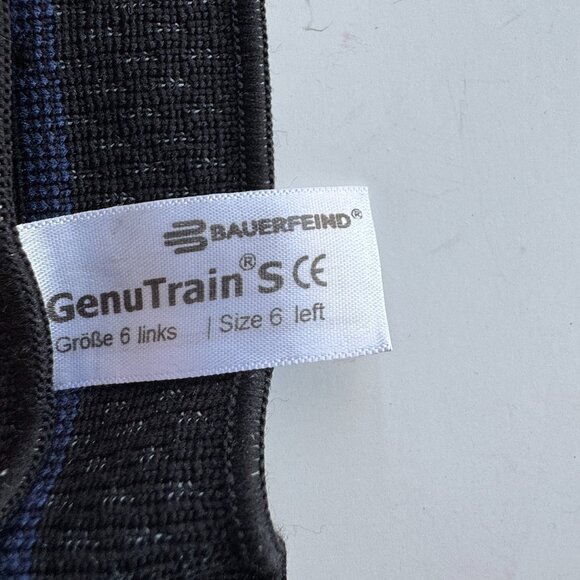 BAUERFEIND®
GenuTrain® S CE
Größe 6 links | Size 6 left